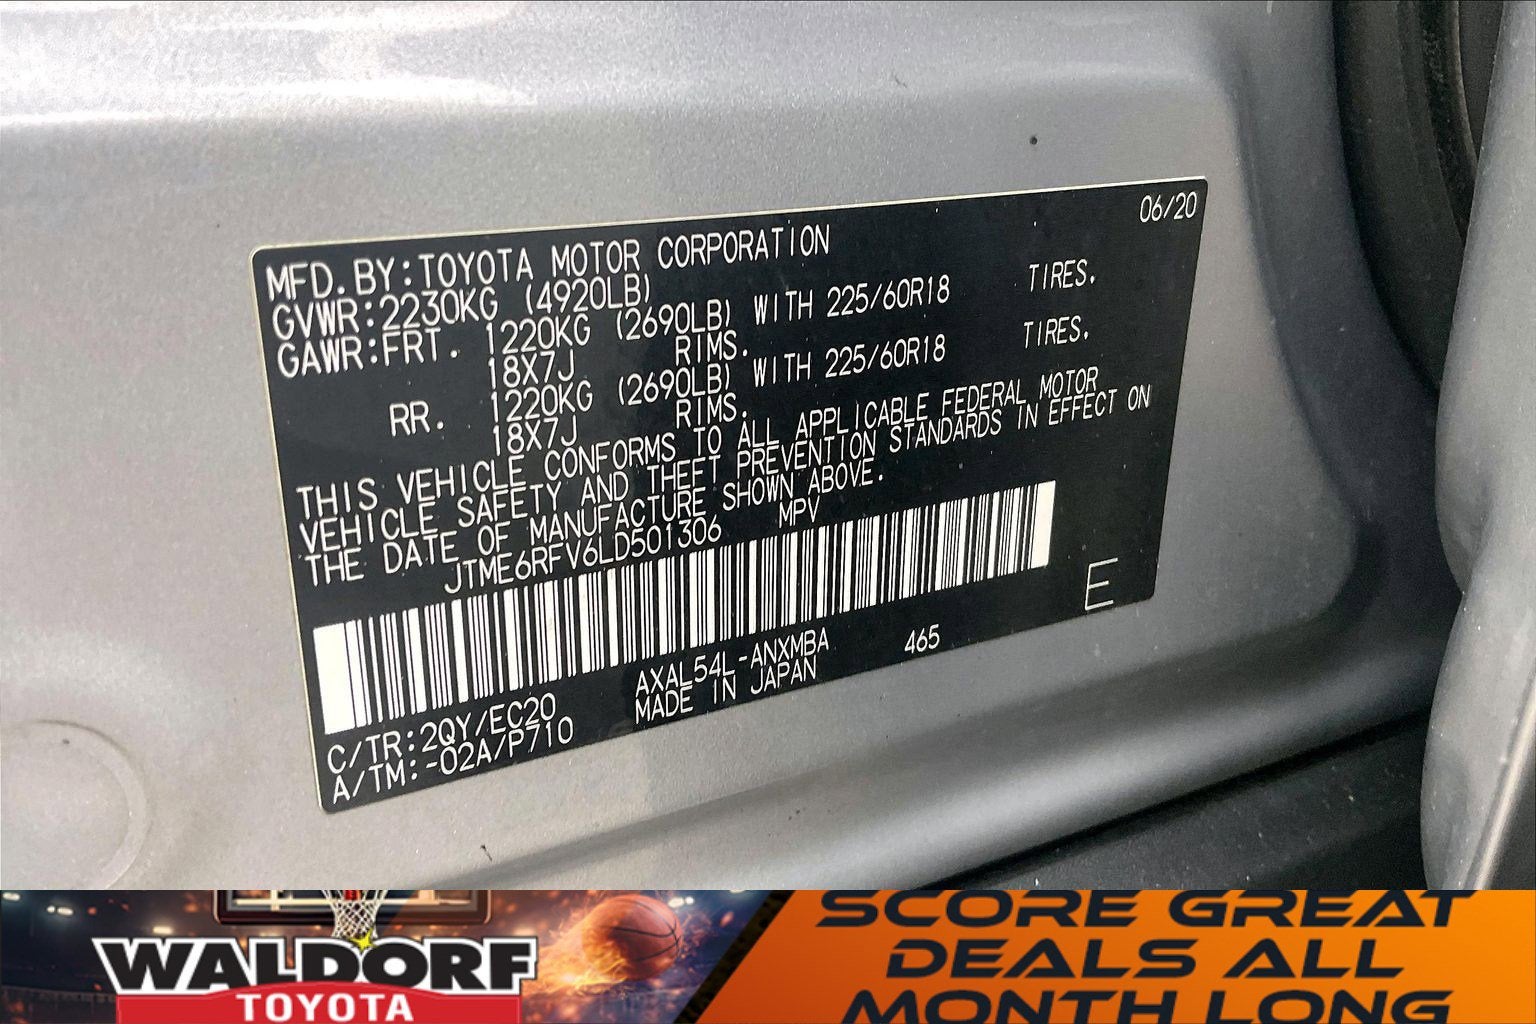 06/20
MFD. BY: TOYOTA MOTOR CORPORATION
GVWR: 2230KG (4920LB)
GAWR: FRT. 1220KG (2690LB) WITH 225/60R18 TIRES.
18X7J RIMS.
RR. 1220KG (2690LB) WITH 225/60R18 TIRES.
18X7J RIMS.
THIS VEHICLE CONFORMS TO ALL APPLICABLE FEDERAL MOTOR
VEHICLE SAFETY AND THEFT PREVENTION STANDARDS IN EFFECT ON
THE DATE OF MANUFACTURE SHOWN ABOVE.
JTME6RFV6LD501306 MPV
E
C/TR: 2QY/EC20 AXAL54L-ANXMBA 465
A/TM: -02A/P710 MADE IN JAPAN
WALDORF
TOYOTA
SCORE GREAT
DEALS ALL
MONTH LONG